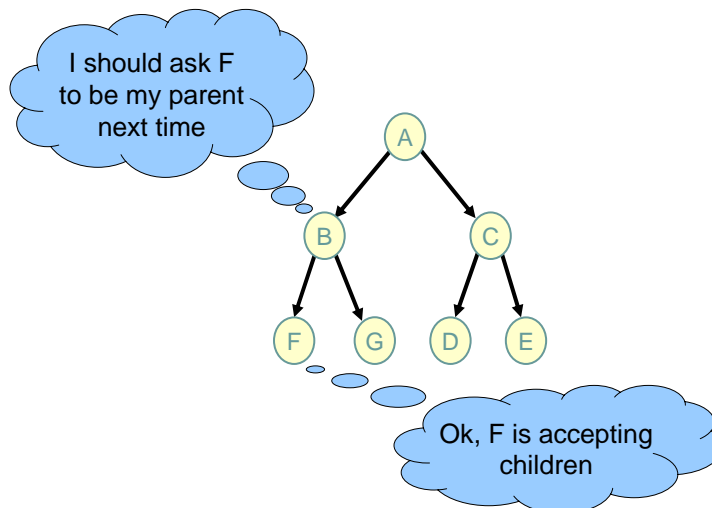 I should ask F
to be my parent
next time
A
B
C
F
G
D
E
Ok, F is accepting
children